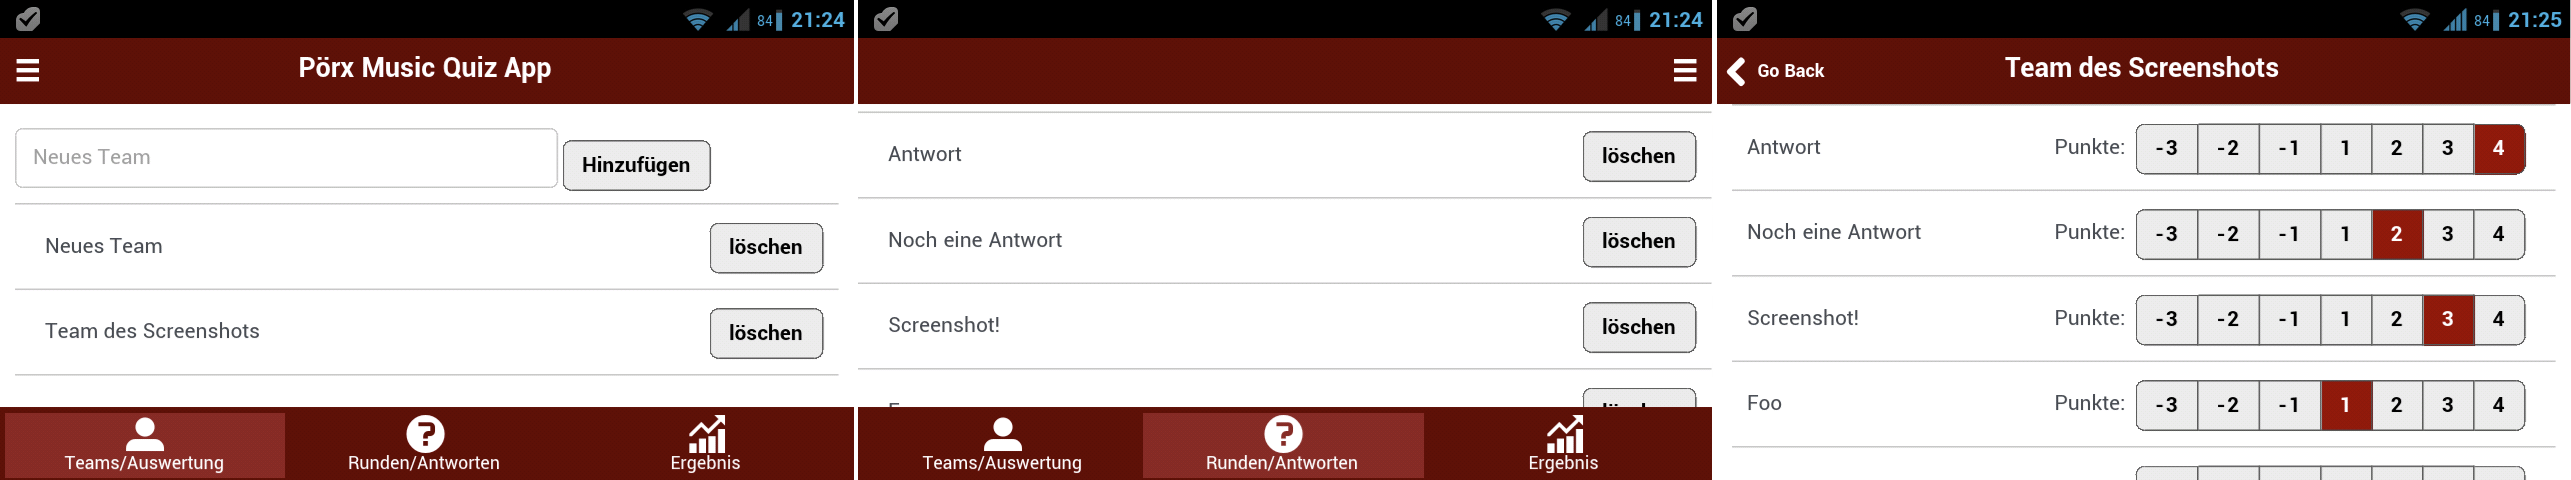 84 21:24
Pörx Music Quiz App
Neues Team Hinzufügen
Neues Team löschen
Team des Screenshots löschen
Teams/Auswertung Runden/Antworten Ergebnis
84 21:24
Antwort löschen
Noch eine Antwort löschen
Screenshot! löschen
Teams/Auswertung Runden/Antworten Ergebnis
84 21:25
Go Back Team des Screenshots
Antwort Punkte: -3 -2 -1 1 2 3 4
Noch eine Antwort Punkte: -3 -2 -1 1 2 3 4
Screenshot! Punkte: -3 -2 -1 1 2 3 4
Foo Punkte: -3 -2 -1 1 2 3 4